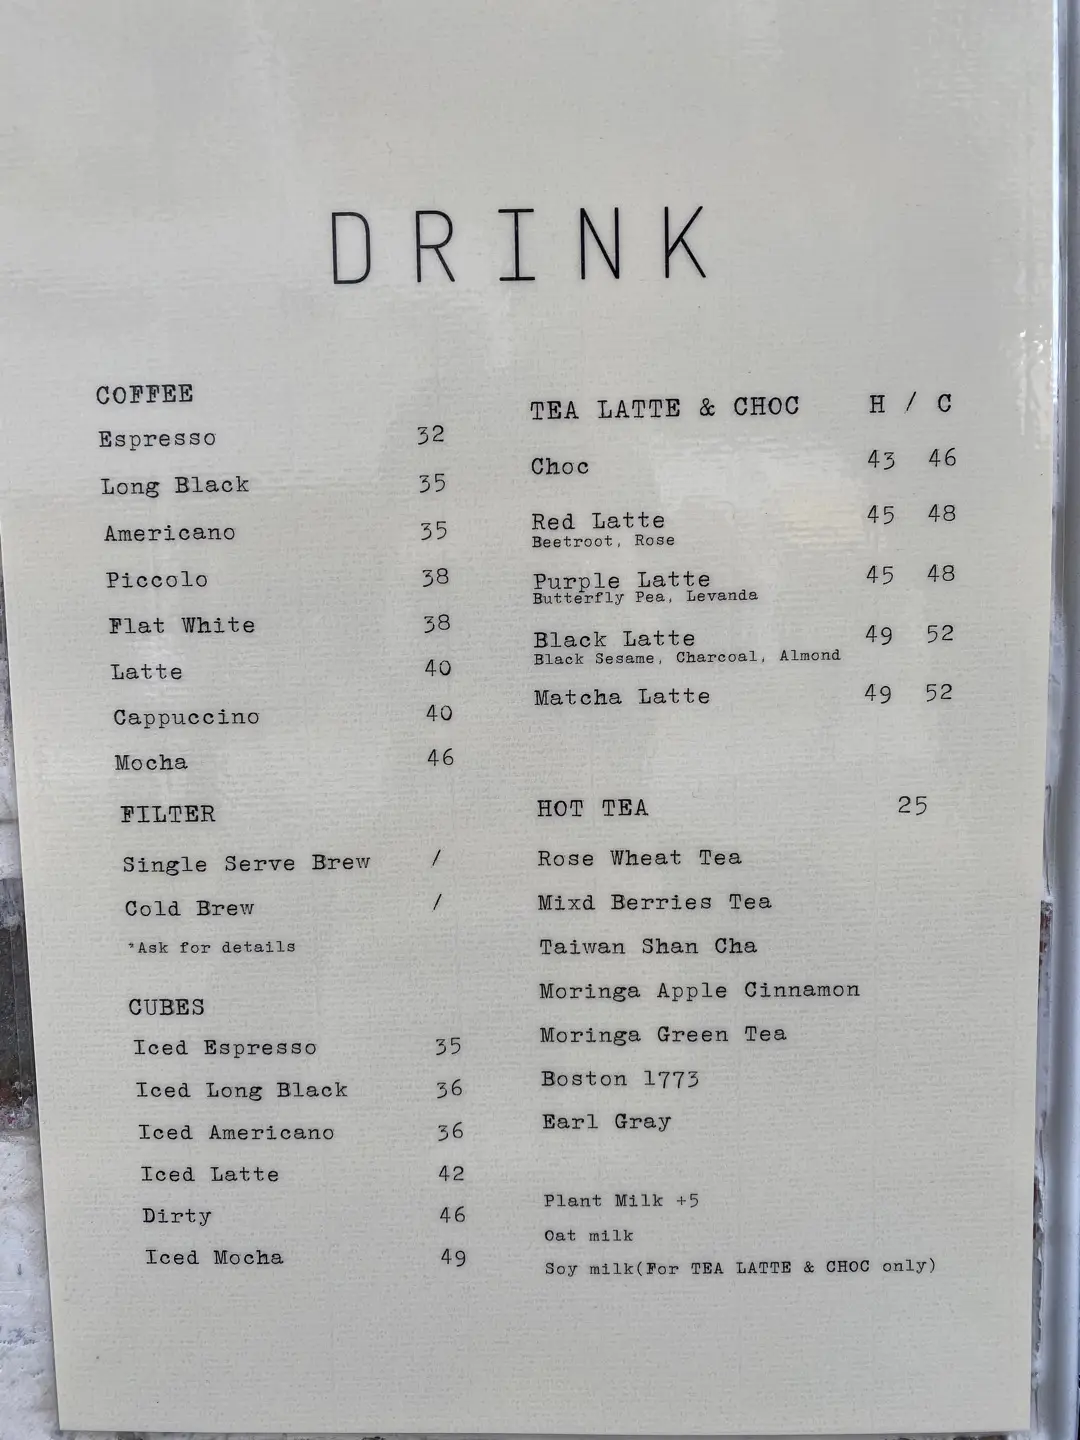 DRINK
COFFEE
Espresso 32
Long Black 35
Americano 35
Piccolo 38
Flat White 38
Latte 40
Cappuccino 40
Mocha 46
FILTER
Single Serve Brew /
Cold Brew /
*Ask for details
CUBES
Iced Espresso 35
Iced Long Black 36
Iced Americano 36
Iced Latte 42
Dirty 46
Iced Mocha 49
TEA LATTE & CHOC H / C
Choc 43 46
Red Latte 45 48
Beetroot, Rose
Purple Latte 45 48
Butterfly Pea, Levanda
Black Latte 49 52
Black Sesame, Charcoal, Almond
Matcha Latte 49 52
HOT TEA 25
Rose Wheat Tea
Mixd Berries Tea
Taiwan Shan Cha
Moringa Apple Cinnamon
Moringa Green Tea
Boston 1773
Earl Gray
Plant Milk +5
Oat milk
Soy milk(For TEA LATTE & CHOC only)